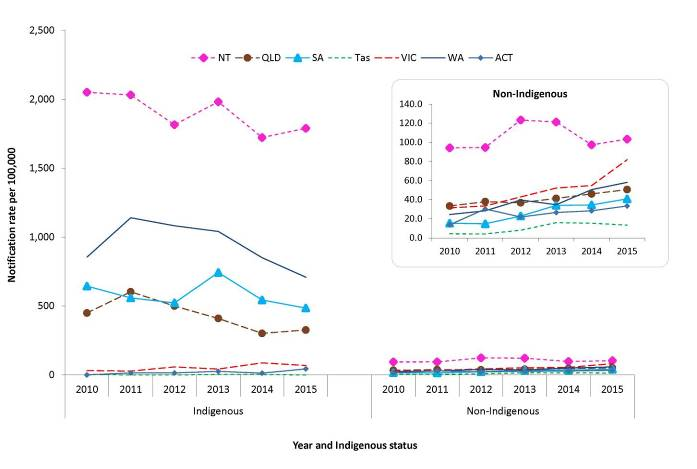 2,500
NT QLD SA Tas VIC WA ACT
2,000
1,500
1,000
500
0
Notification rate per 100,000
2010 2011 2012 2013 2014 2015
Indigenous
2010 2011 2012 2013 2014 2015
Non-Indigenous
Year and Indigenous status
Non-Indigenous
140.0
120.0
100.0
80.0
60.0
40.0
20.0
0.0
2010 2011 2012 2013 2014 2015